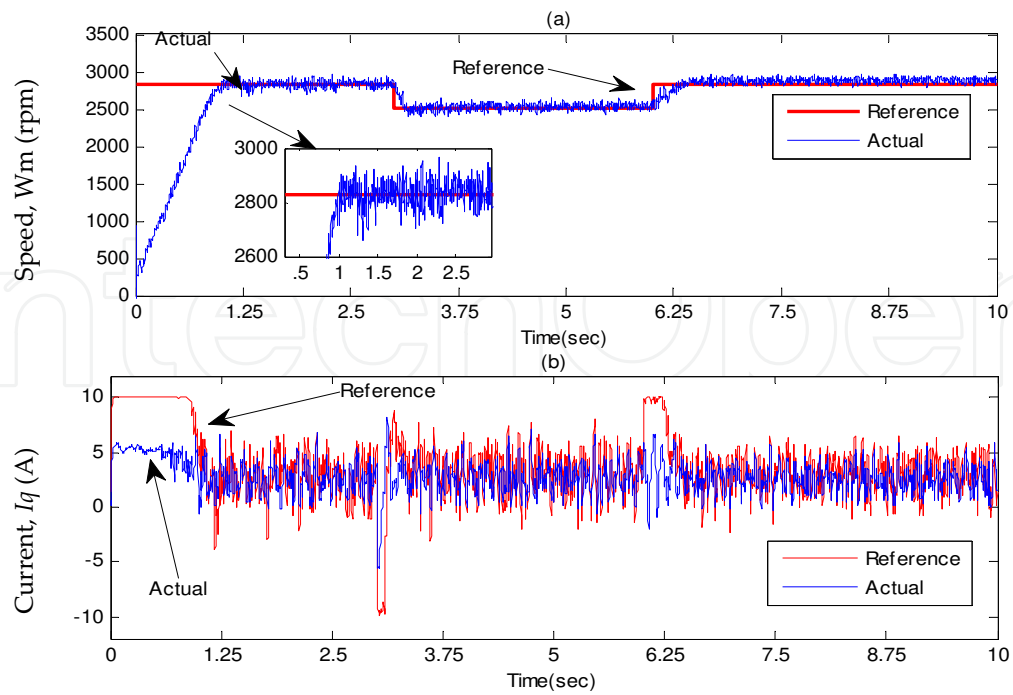 (a)
3500
3000
2500
2000
1500
1000
500
0
Speed, Wm (rpm)
Actual
Reference
Reference
Actual
3000
2800
2600
.5
1
1.5
2
2.5
0
1.25
2.5
3.75
5
6.25
7.5
8.75
10
Time(sec)
(b)
10
5
0
-5
-10
Current, Iq (A)
Reference
Actual
Reference
Actual
0
1.25
2.5
3.75
5
6.25
7.5
8.75
10
Time(sec)